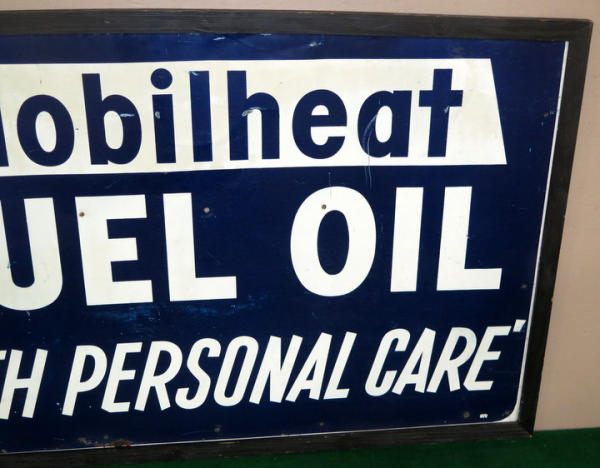 obilheat
UEL OIL
TH PERSONAL CARE"